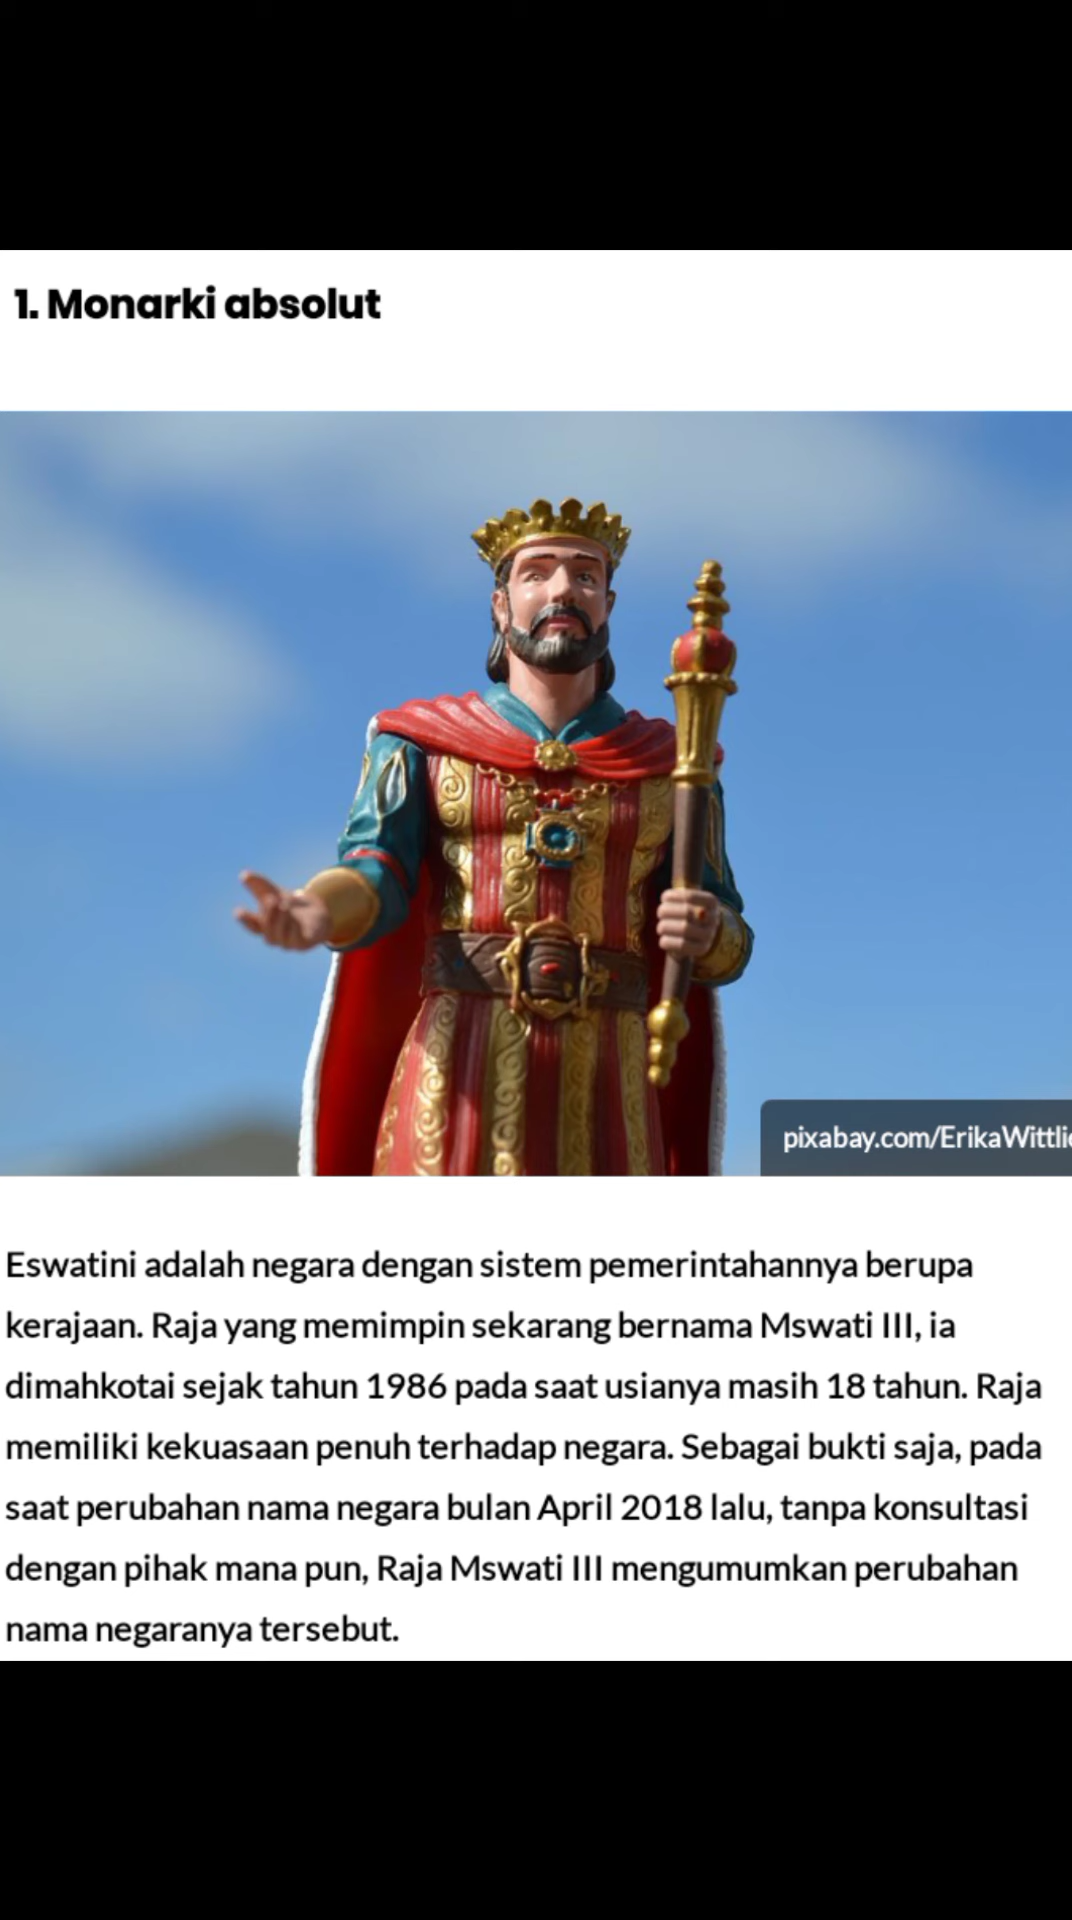 1. Monarki absolut
pixabay.com/ErikaWittlie
Eswatini adalah negara dengan sistem pemerintahannya berupa
kerajaan. Raja yang memimpin sekarang bernama Mswati III, ia
dimahkotai sejak tahun 1986 pada saat usianya masih 18 tahun. Raja
memiliki kekuasaan penuh terhadap negara. Sebagai bukti saja, pada
saat perubahan nama negara bulan April 2018 lalu, tanpa konsultasi
dengan pihak mana pun, Raja Mswati III mengumumkan perubahan
nama negaranya tersebut.